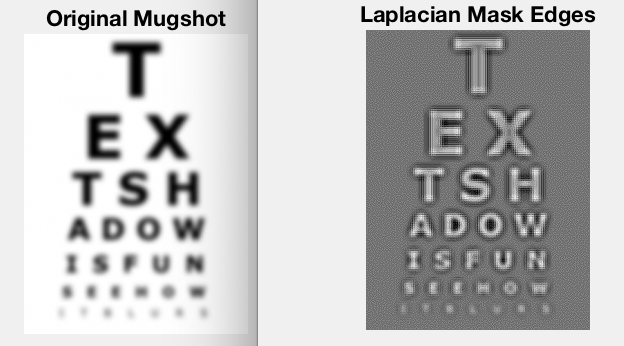 Original Mugshot
T
E X
T S H
A D O W
I S F U N
S E E H O W
I T B L U R S
Laplacian Mask Edges
T
E X
T S H
A D O W
I S F U N
S E E H O W
I T B L U R S